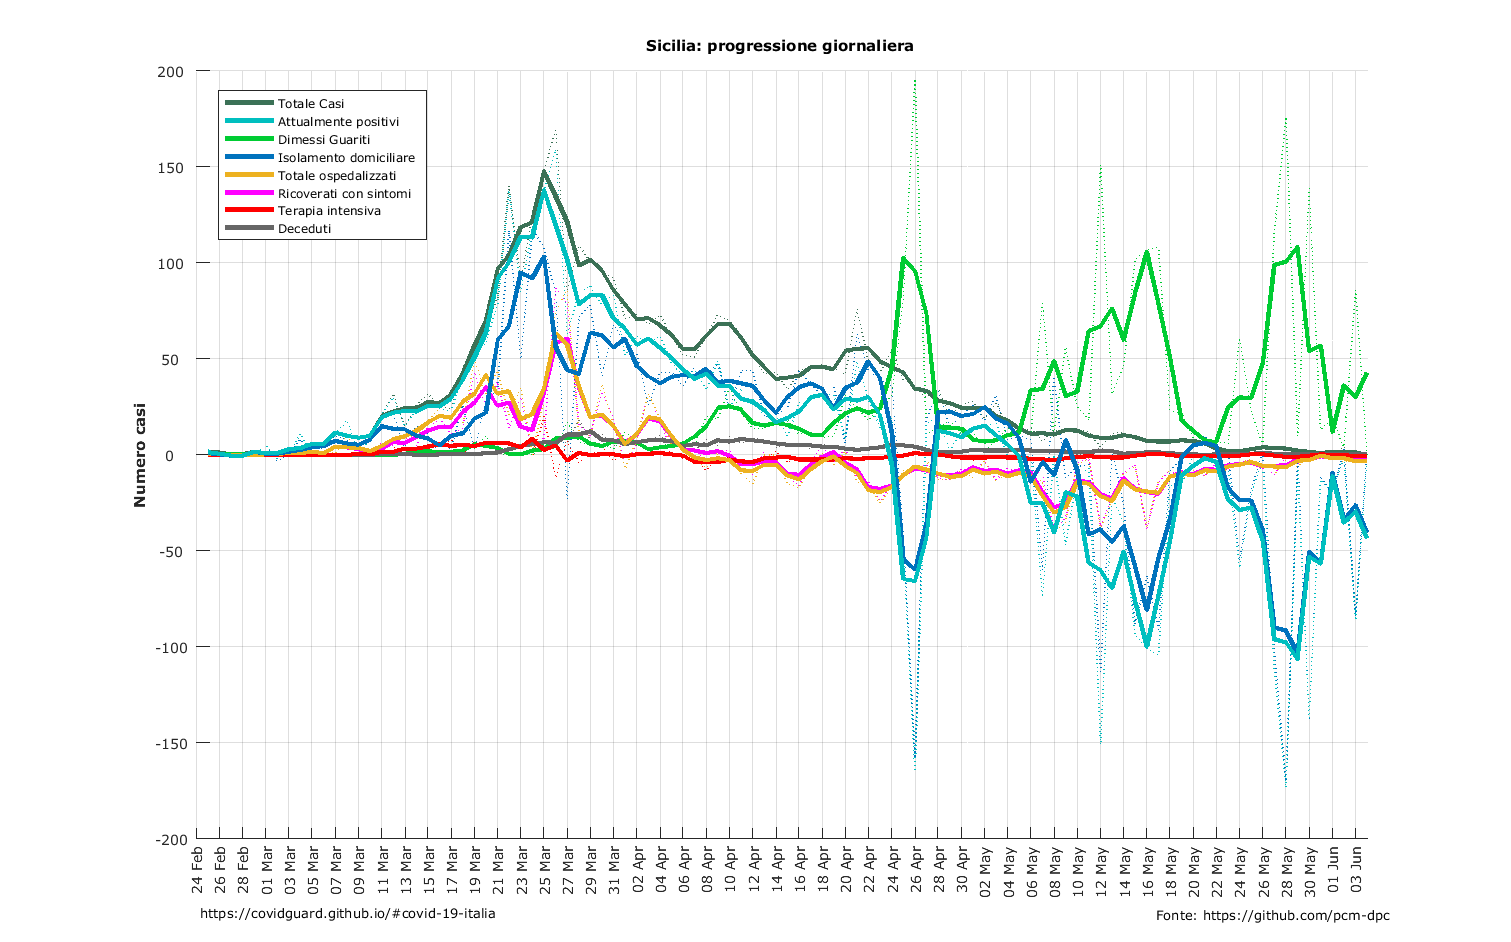 Sicilia: progressione giornaliera
Numero casi
200
150
100
50
0
-50
-100
-150
-200
Totale Casi
Attualmente positivi
Dimessi Guariti
Isolamento domiciliare
Totale ospedalizzati
Ricoverati con sintomi
Terapia intensiva
Deceduti
24 Feb
26 Feb
28 Feb
01 Mar
03 Mar
05 Mar
07 Mar
09 Mar
11 Mar
13 Mar
15 Mar
17 Mar
19 Mar
21 Mar
23 Mar
25 Mar
27 Mar
29 Mar
31 Mar
02 Apr
04 Apr
06 Apr
08 Apr
10 Apr
12 Apr
14 Apr
16 Apr
18 Apr
20 Apr
22 Apr
24 Apr
26 Apr
28 Apr
30 Apr
02 May
04 May
06 May
08 May
10 May
12 May
14 May
16 May
18 May
20 May
22 May
24 May
26 May
28 May
30 May
01 Jun
03 Jun
https://covidguard.github.io/#covid-19-italia
Fonte: https://github.com/pcm-dpc